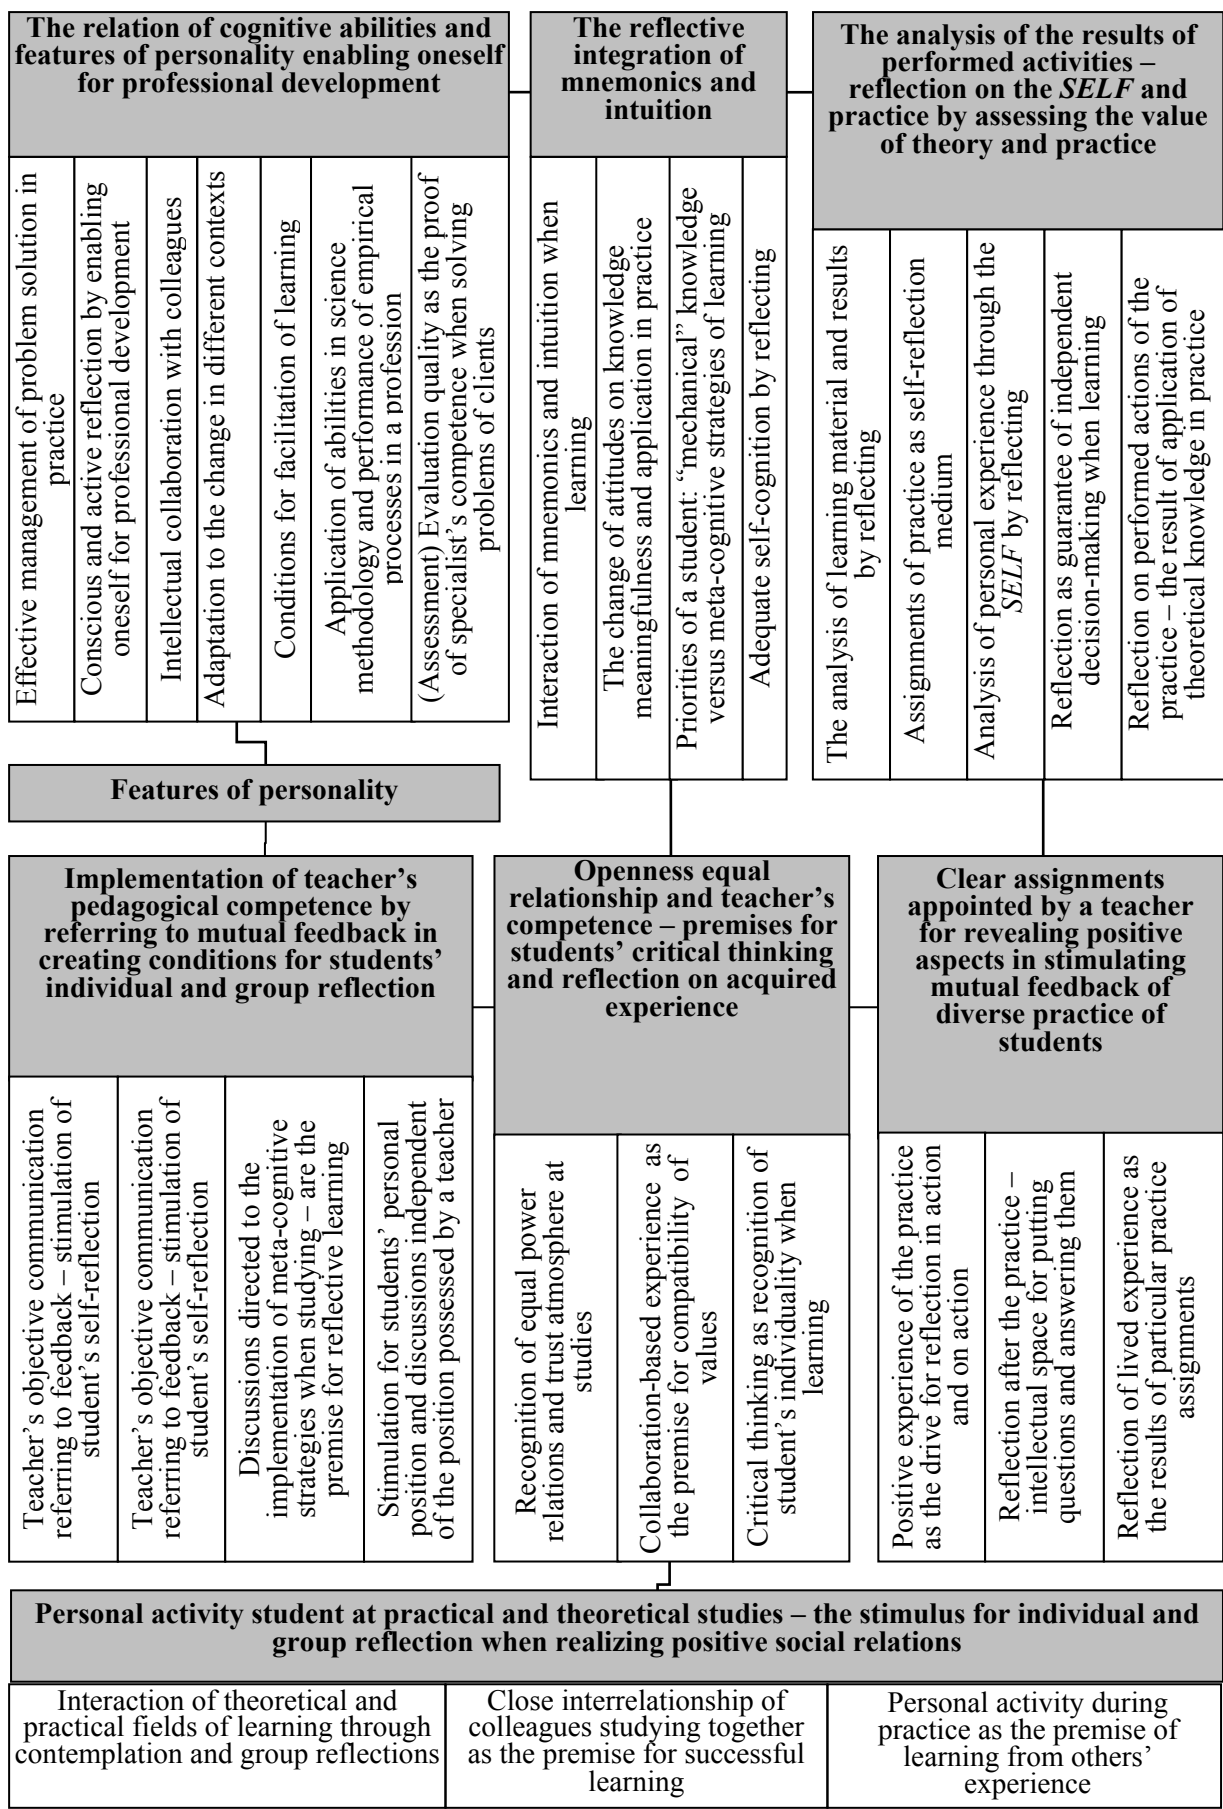 The relation of cognitive abilities and
features of personality enabling oneself
for professional development
Effective management of problem solution in
practice
Conscious and active reflection by enabling
oneself for professional development
Intellectual collaboration with colleagues
Adaptation to the change in different contexts
Conditions for facilitation of learning
Application of abilities in science
methodology and performance of empirical
processes in a profession
(Assessment) Evaluation quality as the proof
of specialist’s competence when solving
problems of clients
The reflective
integration of
mnemonics and
intuition
Interaction of mnemonics and intuition when
learning
The change of attitudes on knowledge
meaningfulness and application in practice
Priorities of a student: “mechanical” knowledge
versus meta-cognitive strategies of learning
Adequate self-cognition by reflecting
The analysis of the results of
performed activities –
reflection on the SELF and
practice by assessing the value
of theory and practice
The analysis of learning material and results
by reflecting
Assignments of practice as self-reflection
medium
Analysis of personal experience through the
SELF by reflecting
Reflection as guarantee of independent
decision-making when learning
Reflection on performed actions of the
practice – the result of application of
theoretical knowledge in practice
Features of personality
Implementation of teacher’s
pedagogical competence by
referring to mutual feedback in
creating conditions for students’
individual and group reflection
Teacher’s objective communication
referring to feedback – stimulation of
student’s self-reflection
Teacher’s objective communication
referring to feedback – stimulation of
student’s self-reflection
Discussions directed to the
implementation of meta-cognitive
strategies when studying – are the
premise for reflective learning
Stimulation for students’ personal
position and discussions independent
of the position possessed by a teacher
Openness equal
relationship and teacher’s
competence – premises for
students’ critical thinking
and reflection on acquired
experience
Recognition of equal power
relations and trust atmosphere at
studies
Collaboration-based experience as
the premise for compatibility of
values
Critical thinking as recognition of
student’s individuality when
learning
Clear assignments
appointed by a teacher
for revealing positive
aspects in stimulating
mutual feedback of
diverse practice of
students
Positive experience of the practice
as the drive for reflection in action
and on action
Reflection after the practice –
intellectual space for putting
questions and answering them
Reflection of lived experience as
the results of particular practice
assignments
Personal activity student at practical and theoretical studies – the stimulus for individual and
group reflection when realizing positive social relations
Interaction of theoretical and
practical fields of learning through
contemplation and group reflections
Close interrelationship of
colleagues studying together
as the premise for successful
learning
Personal activity during
practice as the premise of
learning from others’
experience